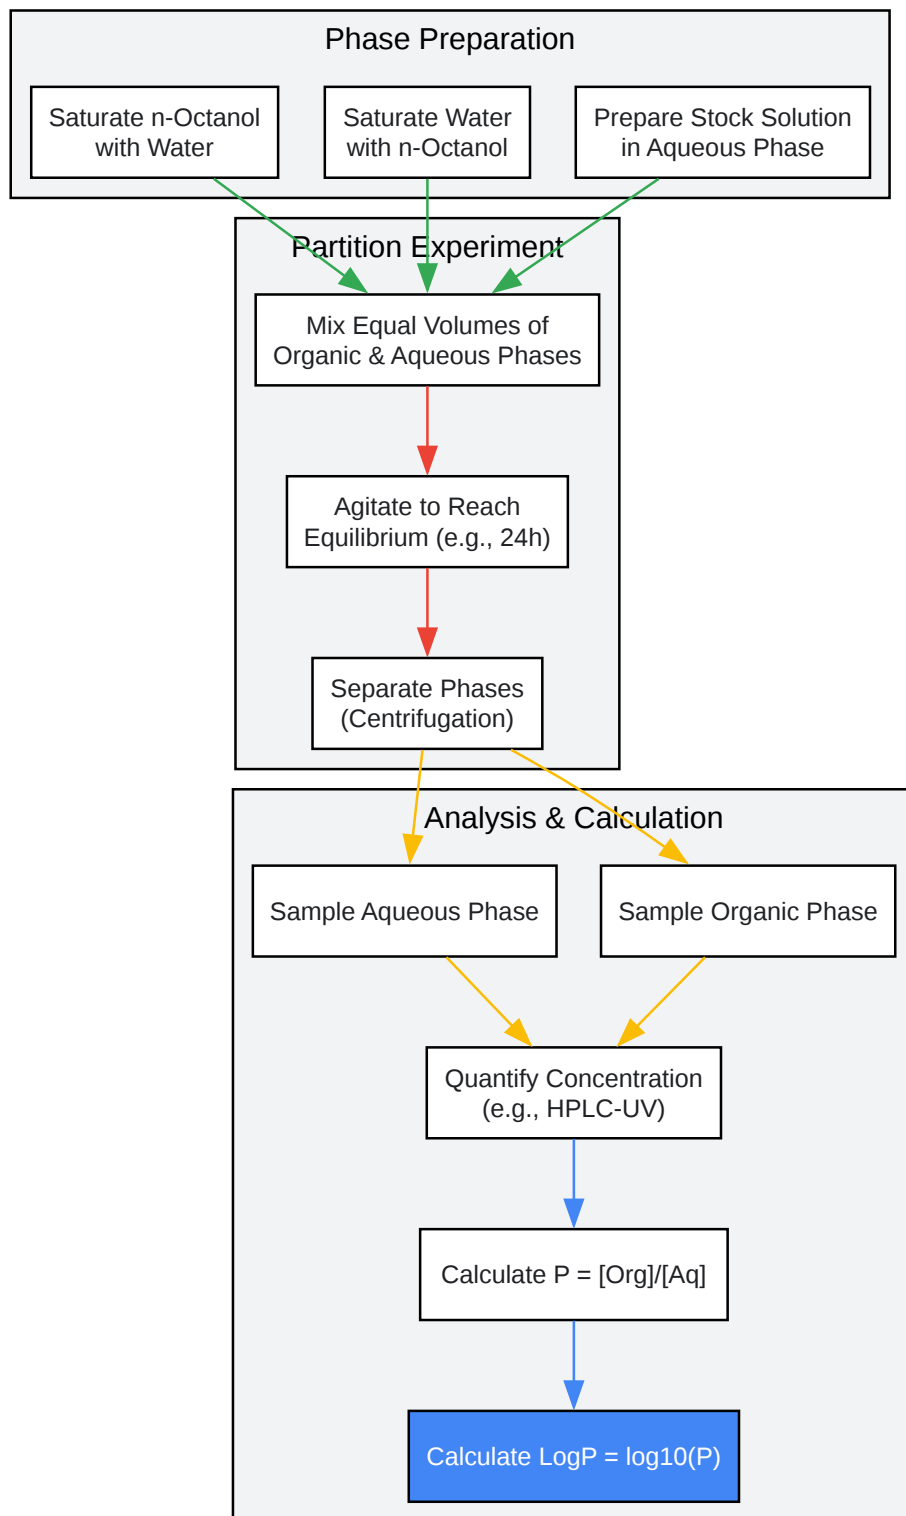 Phase Preparation
Saturate n-Octanol
with Water
Saturate Water
with n-Octanol
Prepare Stock Solution
in Aqueous Phase
Partition Experiment
Mix Equal Volumes of
Organic & Aqueous Phases
Agitate to Reach
Equilibrium (e.g., 24h)
Separate Phases
(Centrifugation)
Analysis & Calculation
Sample Aqueous Phase
Sample Organic Phase
Quantify Concentration
(e.g., HPLC-UV)
Calculate P = [Org]/[Aq]
Calculate LogP = log10(P)